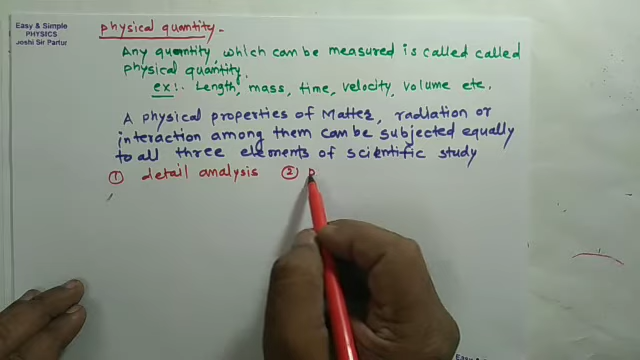 Easy & Simple
PHYSICS
Joshi Sir Partur
physical quantity.
Any quantity, which can be measured is called called
physical quantity.
ex:- Length, mass, time, velocity, volume etc.
A physical properties of Matter, radiation or
interaction among them can be subjected equally
to all three elements of scientific study
① detail analysis ② p
Easy